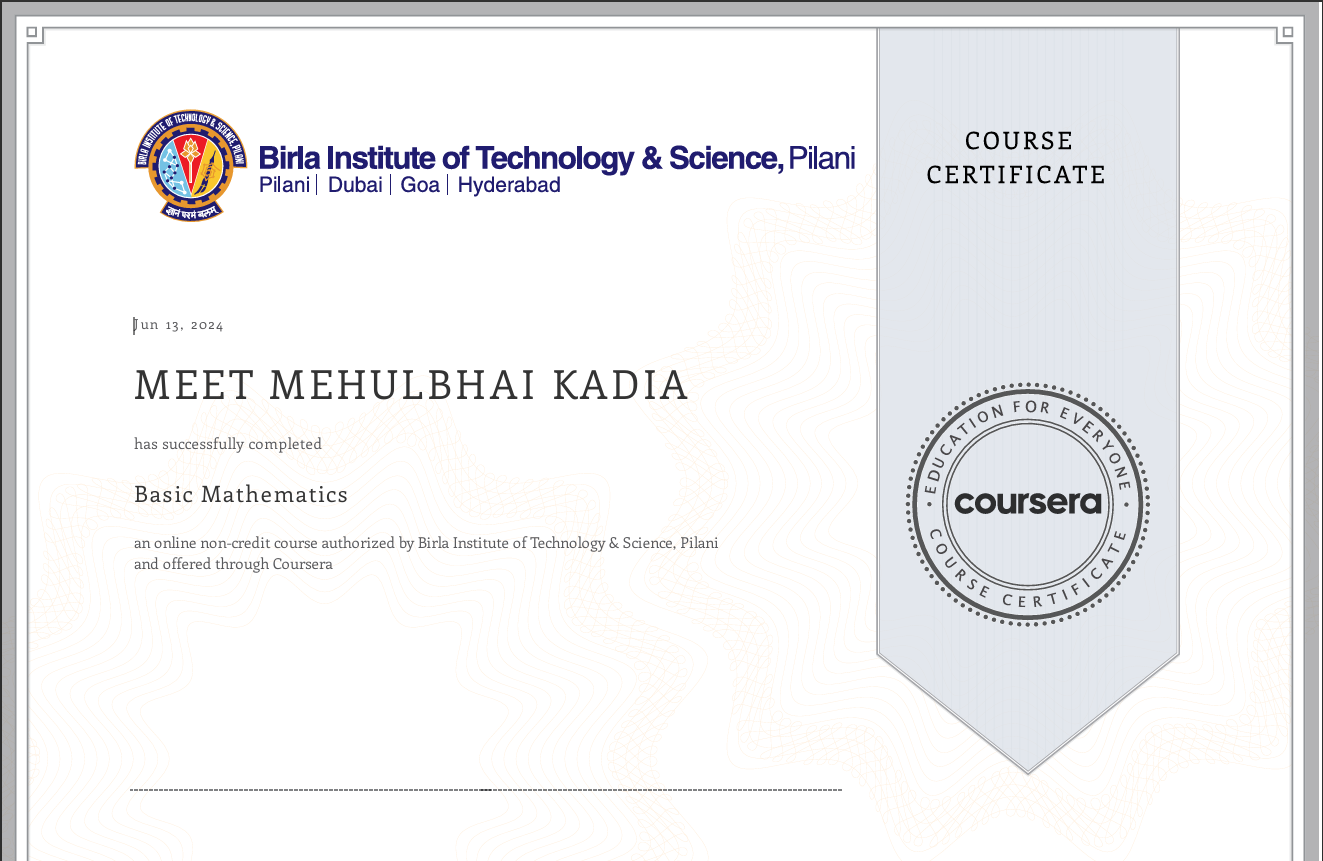 BIRLA INSTITUTE OF TECHNOLOGY & SCIENCE, PILANI
ज्ञानं परमं बलम्
Birla Institute of Technology & Science, Pilani
Pilani | Dubai | Goa | Hyderabad
COURSE
CERTIFICATE
Jun 13, 2024
MEET MEHULBHAI KADIA
has successfully completed
Basic Mathematics
an online non-credit course authorized by Birla Institute of Technology & Science, Pilani
and offered through Coursera
EDUCATION FOR EVERYONE
coursera
COURSE CERTIFICATE